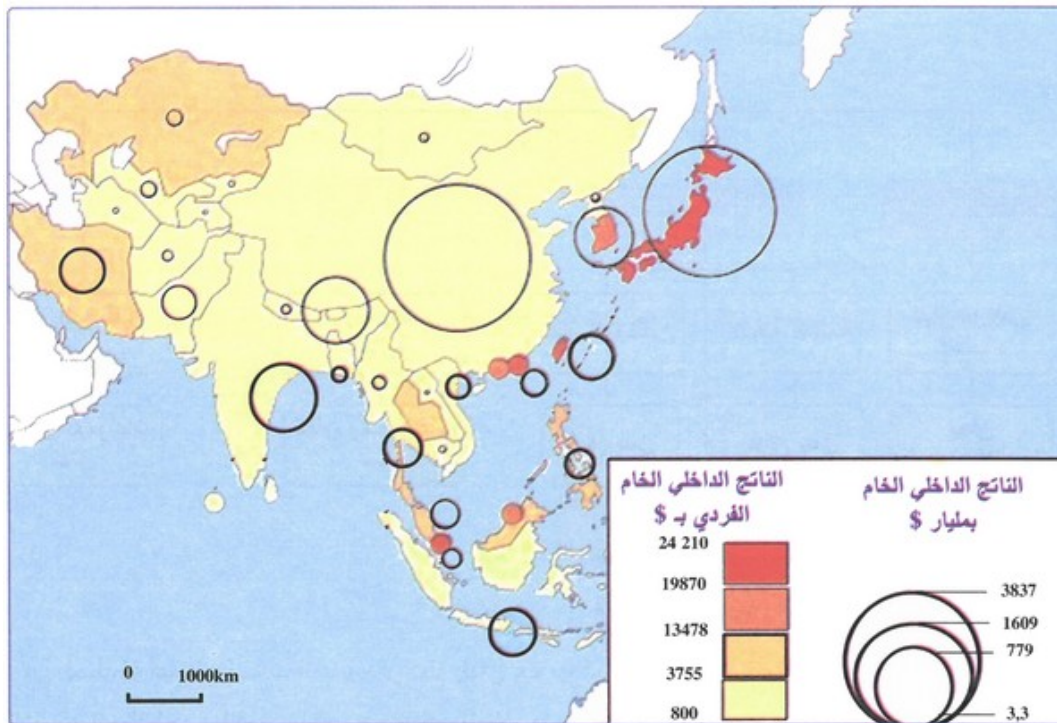 الناتج الداخلي الخام
الفردي بـ $
24 210
19870
13478
3755
800
الناتج الداخلي الخام
بمليار $
3837
1609
779
3,3
0
1000km